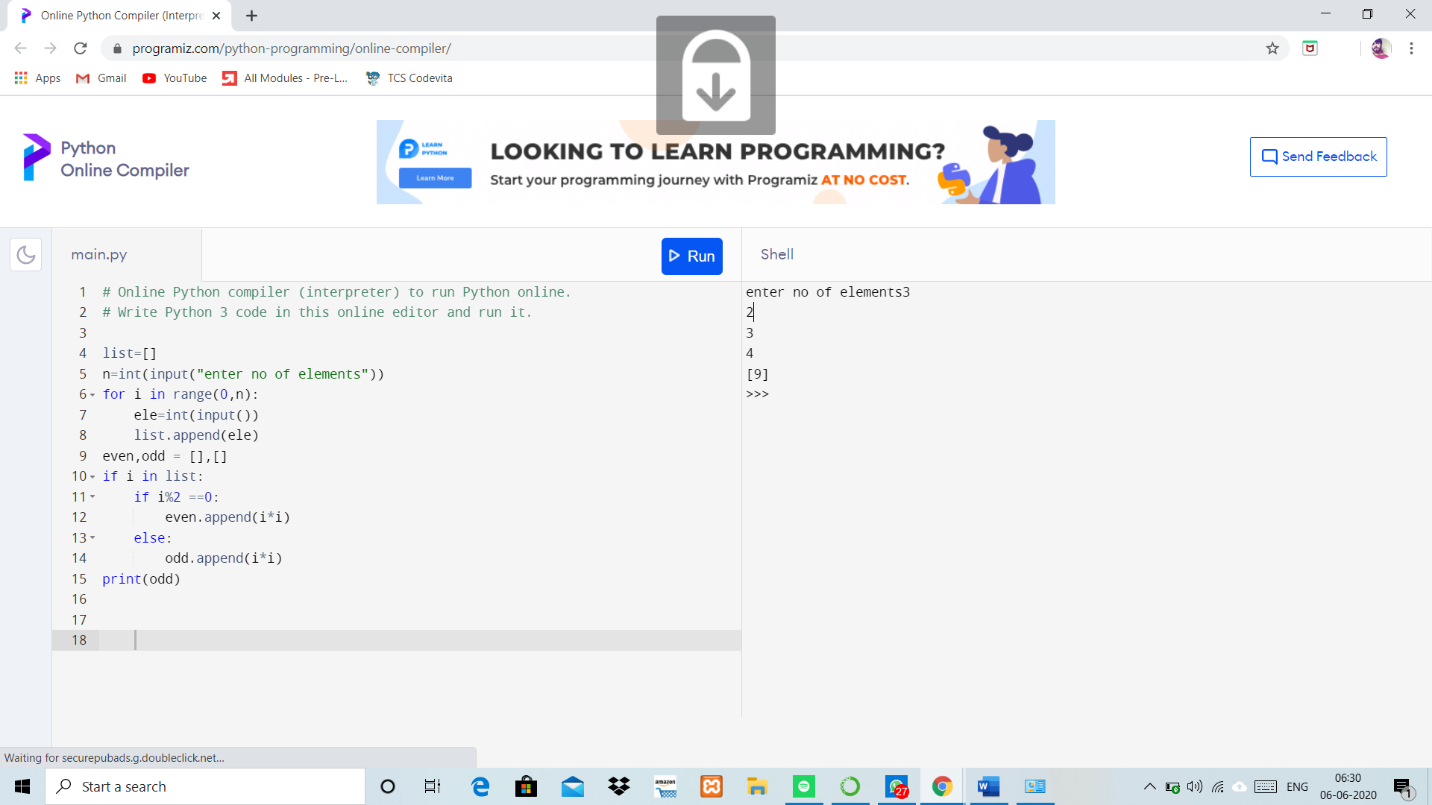 Online Python Compiler (Interpre
programiz.com/python-programming/online-compiler/
Apps
Gmail
YouTube
All Modules - Pre-L...
TCS Codevita
Python
Online Compiler
LEARN
PYTHON
Learn More
LOOKING TO LEARN PROGRAMMING?
Start your programming journey with Programiz AT NO COST.
Send Feedback
main.py
Run
Shell
1 # Online Python compiler (interpreter) to run Python online.
2 # Write Python 3 code in this online editor and run it.
3
4 list=[]
5 n=int(input("enter no of elements"))
6 for i in range(0,n):
7     ele=int(input())
8     list.append(ele)
9 even,odd = [],[]
10 if i in list:
11     if i%2 ==0:
12         even.append(i*i)
13     else:
14         odd.append(i*i)
15 print(odd)
16
17
18
enter no of elements3
2
3
4
[9]
>>>
Waiting for securepubads.g.doubleclick.net...
Start a search
amazon
27
ENG
06:30
06-06-2020
1